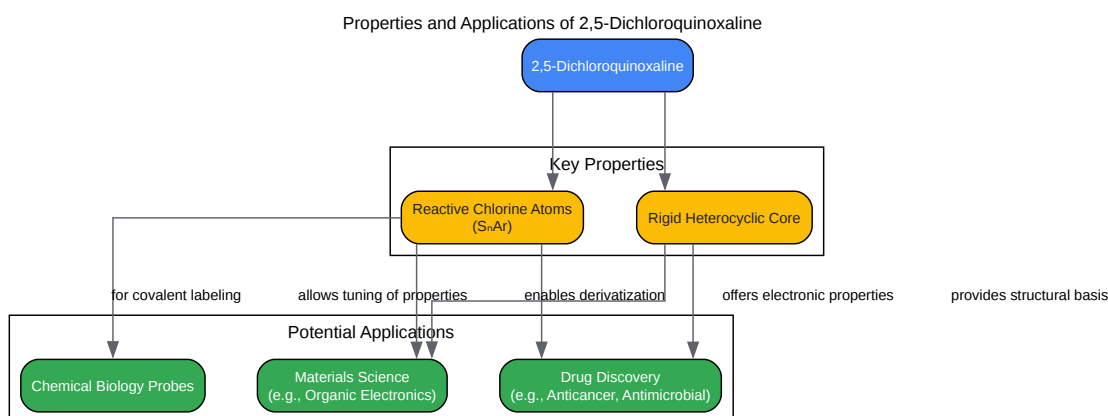 Properties and Applications of 2,5-Dichloroquinoxaline
2,5-Dichloroquinoxaline
Key Properties
Reactive Chlorine Atoms
(SₙAr)
Rigid Heterocyclic Core
for covalent labeling
allows tuning of properties
enables derivatization
offers electronic properties
provides structural basis
Potential Applications
Chemical Biology Probes
Materials Science
(e.g., Organic Electronics)
Drug Discovery
(e.g., Anticancer, Antimicrobial)